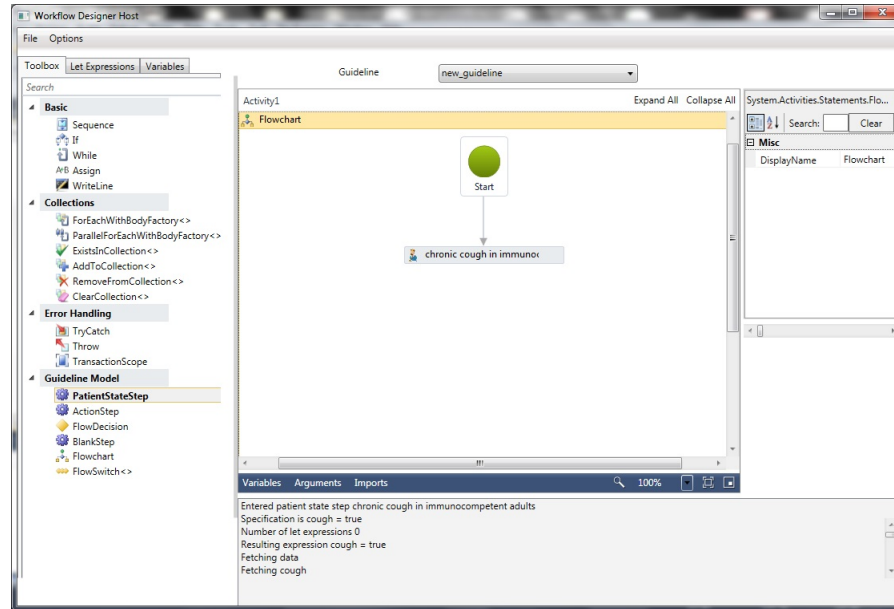 Workflow Designer Host
File Options
Toolbox Let Expressions Variables
Guideline new_guideline
Search
Basic
Sequence
If
While
A+B Assign
WriteLine
Collections
ForEachWithBodyFactory<>
ParallelForEachWithBodyFactory<>
ExistsInCollection<>
AddToCollection<>
RemoveFromCollection<>
ClearCollection<>
Error Handling
TryCatch
Throw
TransactionScope
Guideline Model
PatientStateStep
ActionStep
FlowDecision
BlankStep
Flowchart
FlowSwitch<>
Activity1 Expand All Collapse All
Flowchart
Start
chronic cough in immunoc
Variables Arguments Imports 100%
Entered patient state step chronic cough in immunocompetent adults
Specification is cough = true
Number of let expressions 0
Resulting expression cough = true
Fetching data
Fetching cough
System.Activities.Statements.Flo...
Search: Clear
Misc
DisplayName Flowchart